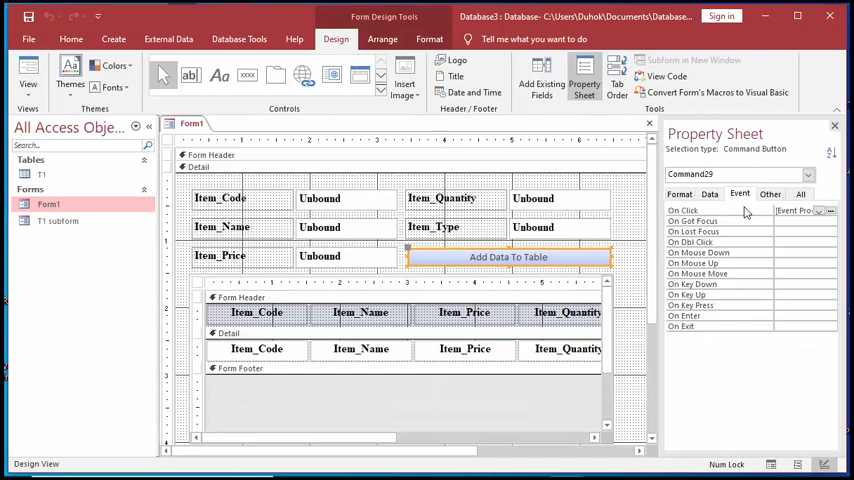 Form Design Tools
Database3 : Database- C:\Users\Duhok\Documents\Database...
Sign in
File Home Create External Data Database Tools Help Design Arrange Format Tell me what you want to do
View
Views
Themes
Colors
Fonts
Themes
ab
Aa
xxxx
Controls
Insert
Image
Logo
Title
Date and Time
Header / Footer
Add Existing
Fields
Property
Sheet
Tab
Order
Subform in New Window
View Code
Convert Form's Macros to Visual Basic
Tools
All Access Obje...
Search...
Tables
T1
Forms
Form1
T1 subform
Form1
Form Header
Detail
Item_Code Unbound Item_Quantity Unbound
Item_Name Unbound Item_Type Unbound
Item_Price Unbound Add Data To Table
Form Header
Item_Code Item_Name Item_Price Item_Quantity
Detail
Item_Code Item_Name Item_Price Item_Quantity
Form Footer
Property Sheet
Selection type: Command Button
Command29
Format Data Event Other All
On Click [Event Pro
On Got Focus
On Lost Focus
On Dbl Click
On Mouse Down
On Mouse Up
On Mouse Move
On Key Down
On Key Up
On Key Press
On Enter
On Exit
Design View
Num Lock